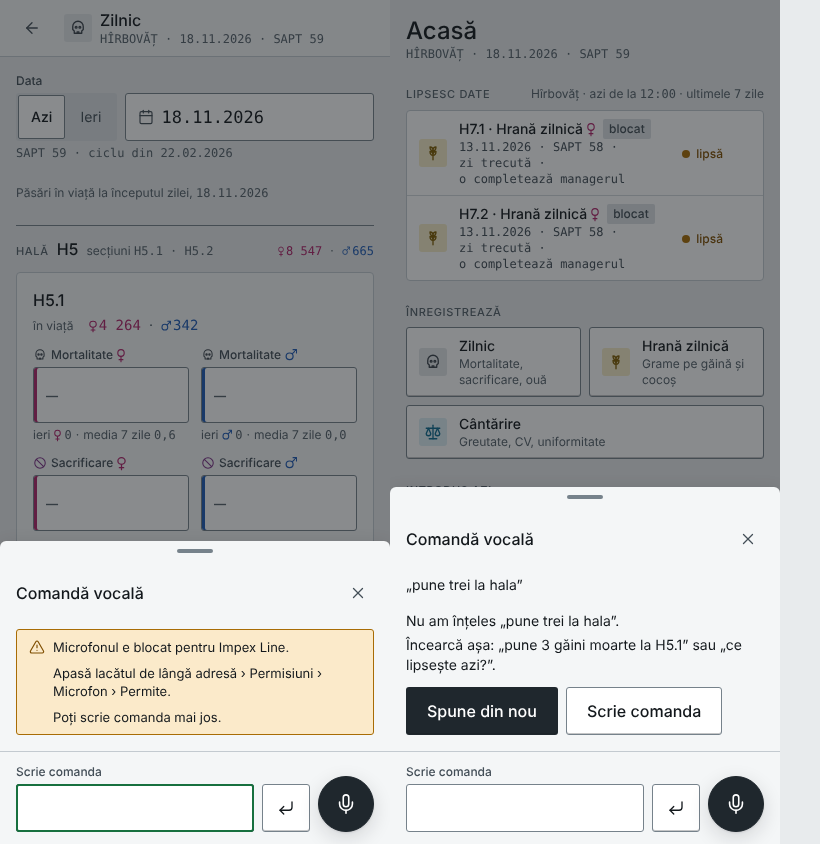 Zilnic
HÎRBOVĂȚ · 18.11.2026 · SAPT 59
Data
Azi
Ieri
18.11.2026
SAPT 59 · ciclu din 22.02.2026
Păsări în viață la începutul zilei, 18.11.2026
HALĂ H5 secțiuni H5.1 · H5.2 ♀8 547 · ♂665
H5.1
în viață ♀4 264 · ♂342
Mortalitate ♀
Mortalitate ♂
—
—
ieri ♀ 0 · media 7 zile 0,6
ieri ♂ 0 · media 7 zile 0,0
Sacrificare ♀
Sacrificare ♂
—
—
Comandă vocală
Microfonul e blocat pentru Impex Line.
Apasă lacătul de lângă adresă › Permisiuni ›
Microfon › Permite.
Poți scrie comanda mai jos.
Scrie comanda
Acasă
HÎRBOVĂȚ · 18.11.2026 · SAPT 59
LIPSESC DATE
Hîrbovăț · azi de la 12:00 · ultimele 7 zile
H7.1 · Hrană zilnică ♀ blocat
13.11.2026 · SAPT 58 ·
zi trecută ·
o completează managerul
lipsă
H7.2 · Hrană zilnică ♀ blocat
13.11.2026 · SAPT 58 ·
zi trecută ·
o completează managerul
lipsă
ÎNREGISTREAZĂ
Zilnic
Mortalitate,
sacrificare, ouă
Hrană zilnică
Grame pe găină și
cocoș
Cântărire
Greutate, CV, uniformitate
Comandă vocală
„pune trei la hala”
Nu am înțeles „pune trei la hala”.
Încearcă așa: „pune 3 găini moarte la H5.1” sau „ce
lipsește azi?”.
Spune din nou
Scrie comanda
Scrie comanda